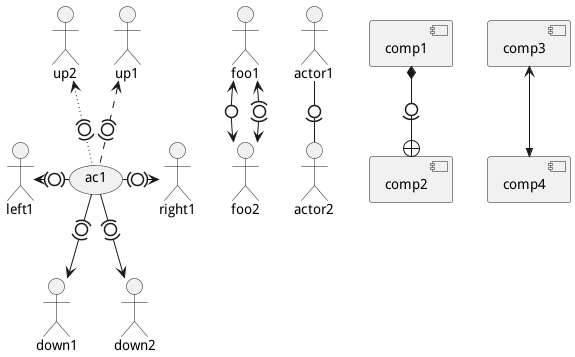 up2
up1
foo1
actor1
comp1
comp3
left1
ac1
right1
foo2
actor2
comp2
comp4
down1
down2